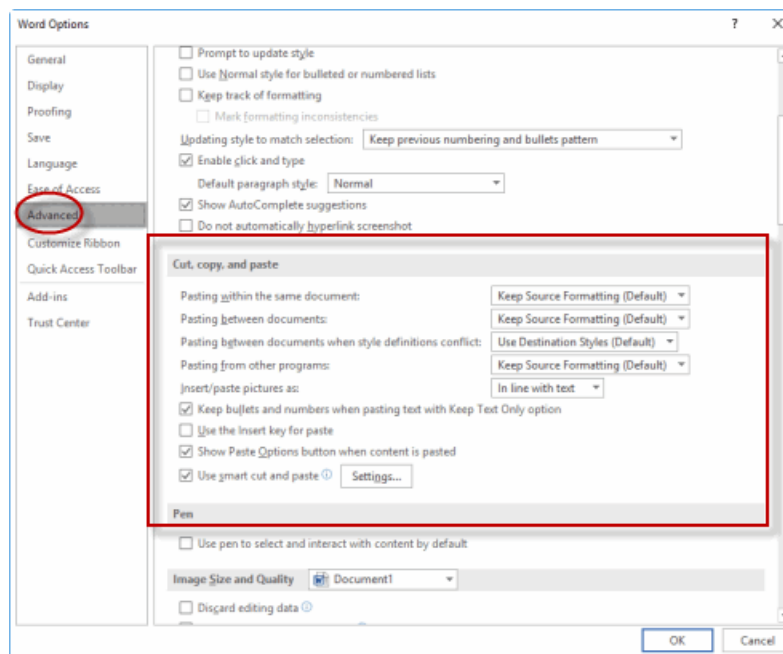 Word Options
?
General
Display
Proofing
Save
Language
Ease of Access
Advanced
Customize Ribbon
Quick Access Toolbar
Add-ins
Trust Center
Prompt to update style
Use Normal style for bulleted or numbered lists
Keep track of formatting
Mark formatting inconsistencies
Updating style to match selection: Keep previous numbering and bullets pattern
Enable click and type
Default paragraph style: Normal
Show AutoComplete suggestions
Do not automatically hyperlink screenshot
Cut, copy, and paste
Pasting within the same document: Keep Source Formatting (Default)
Pasting between documents: Keep Source Formatting (Default)
Pasting between documents when style definitions conflict: Use Destination Styles (Default)
Pasting from other programs: Keep Source Formatting (Default)
Insert/paste pictures as: In line with text
Keep bullets and numbers when pasting text with Keep Text Only option
Use the Insert key for paste
Show Paste Options button when content is pasted
Use smart cut and paste Settings...
Pen
Use pen to select and interact with content by default
Image Size and Quality Document1
Discard editing data
OK Cancel